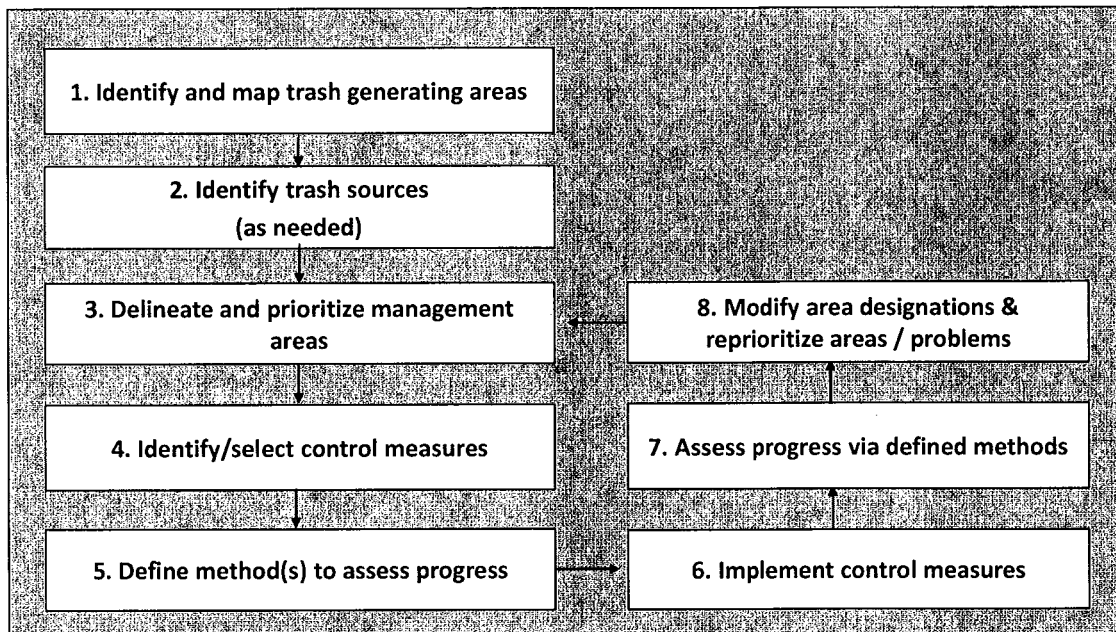 1. Identify and map trash generating areas
2. Identify trash sources
(as needed)
3. Delineate and prioritize management
areas
4. Identify/select control measures
5. Define method(s) to assess progress
6. Implement control measures
7. Assess progress via defined methods
8. Modify area designations &
reprioritize areas / problems